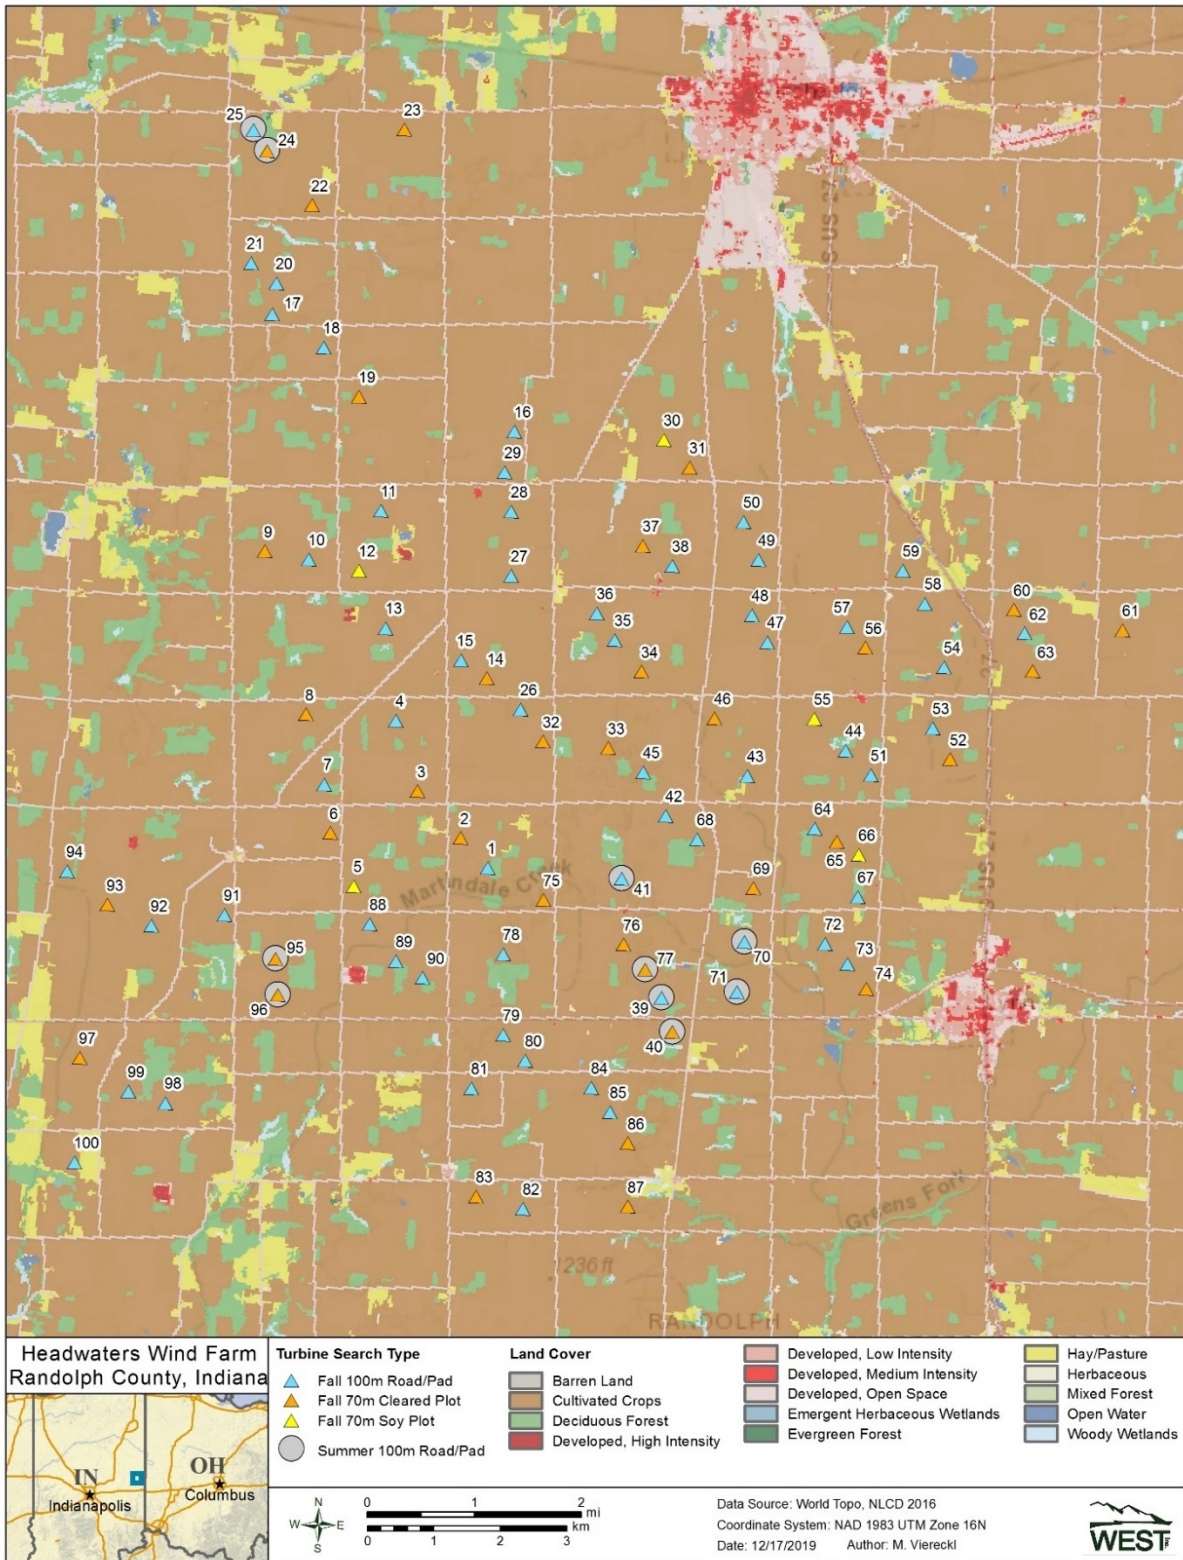 25
24
23
22
21
20
17
18
19
16
29
28
27
30
31
11
9
10
12
13
37
38
50
49
59
58
60
61
62
63
36
35
34
48
47
57
56
54
15
14
26
32
33
45
46
55
44
51
53
52
8
4
7
3
43
42
68
6
2
1
5
64
66
65
67
69
94
93
92
91
Martindale Creek
75
41
88
89
90
78
76
77
39
40
70
71
72
73
74
95
96
97
99
98
100
79
80
81
84
85
86
83
82
87
S US 27
27
S US 27
Greens Fork
1236 ft
RANDOLPH
Headwaters Wind Farm
Randolph County, Indiana
IN
OH
Indianapolis
Columbus
Turbine Search Type
Fall 100m Road/Pad
Fall 70m Cleared Plot
Fall 70m Soy Plot
Summer 100m Road/Pad
Land Cover
Barren Land
Cultivated Crops
Deciduous Forest
Developed, High Intensity
Developed, Low Intensity
Developed, Medium Intensity
Developed, Open Space
Emergent Herbaceous Wetlands
Evergreen Forest
Hay/Pasture
Herbaceous
Mixed Forest
Open Water
Woody Wetlands
N
W E
S
0 1 2
mi
km
0 1 2 3
Data Source: World Topo, NLCD 2016
Coordinate System: NAD 1983 UTM Zone 16N
Date: 12/17/2019 Author: M. Viereckl
WEST